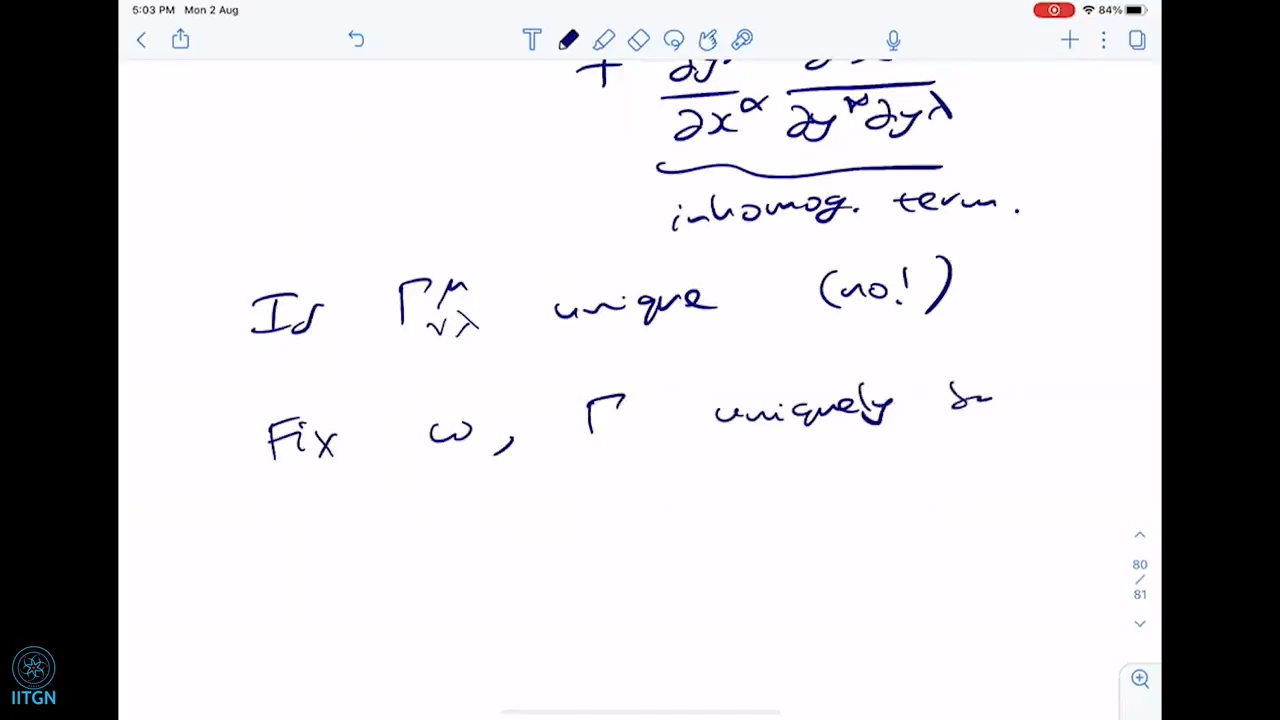 5:03 PM Mon 2 Aug
84%
+ ∂y / ∂x^α ∂y ∂y^λ
inhomog. term.
Is Γ^μ_νλ unique (no!)
Fix ω, Γ uniquely
80
/
81
IITGN